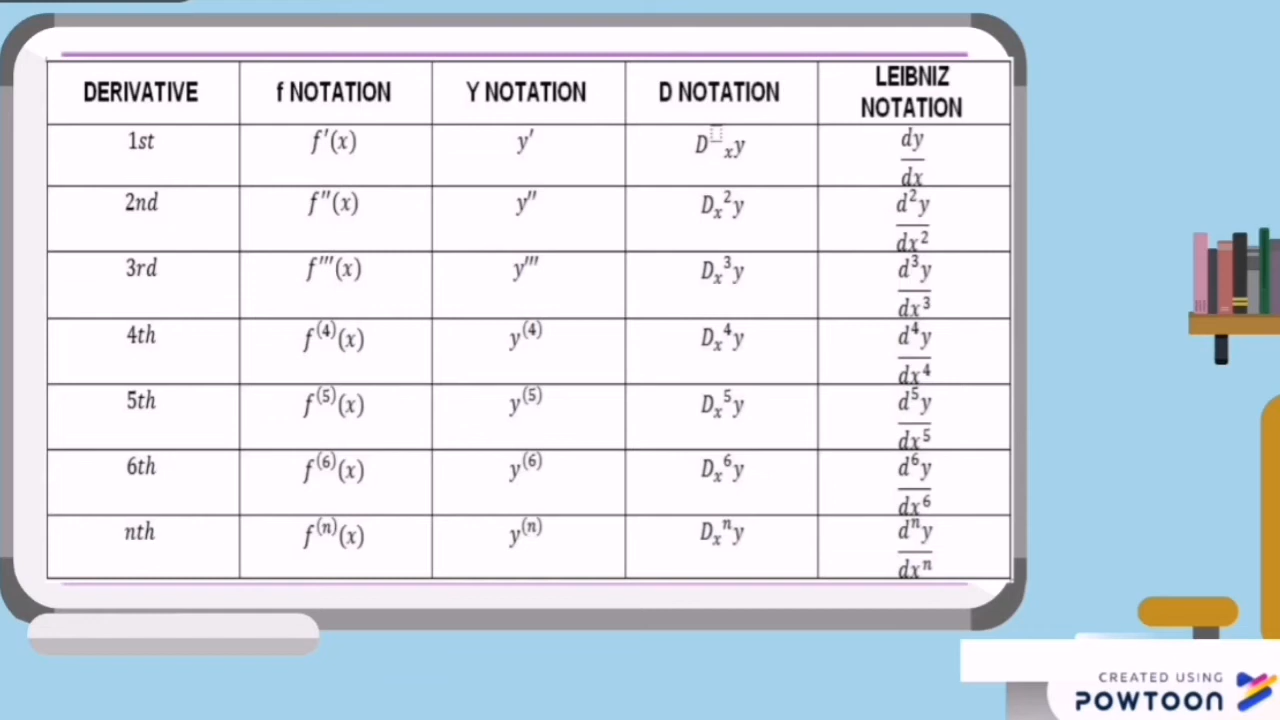 DERIVATIVE f NOTATION Y NOTATION D NOTATION LEIBNIZ NOTATION
1st f′(x) y′ D⬚ₓy dy/dx
2nd f″(x) y″ Dₓ²y d²y/dx²
3rd f‴(x) y‴ Dₓ³y d³y/dx³
4th f⁽⁴⁾(x) y⁽⁴⁾ Dₓ⁴y d⁴y/dx⁴
5th f⁽⁵⁾(x) y⁽⁵⁾ Dₓ⁵y d⁵y/dx⁵
6th f⁽⁶⁾(x) y⁽⁶⁾ Dₓ⁶y d⁶y/dx⁶
nth f⁽ⁿ⁾(x) y⁽ⁿ⁾ Dₓⁿy dⁿy/dxⁿ
CREATED USING
POWTOON